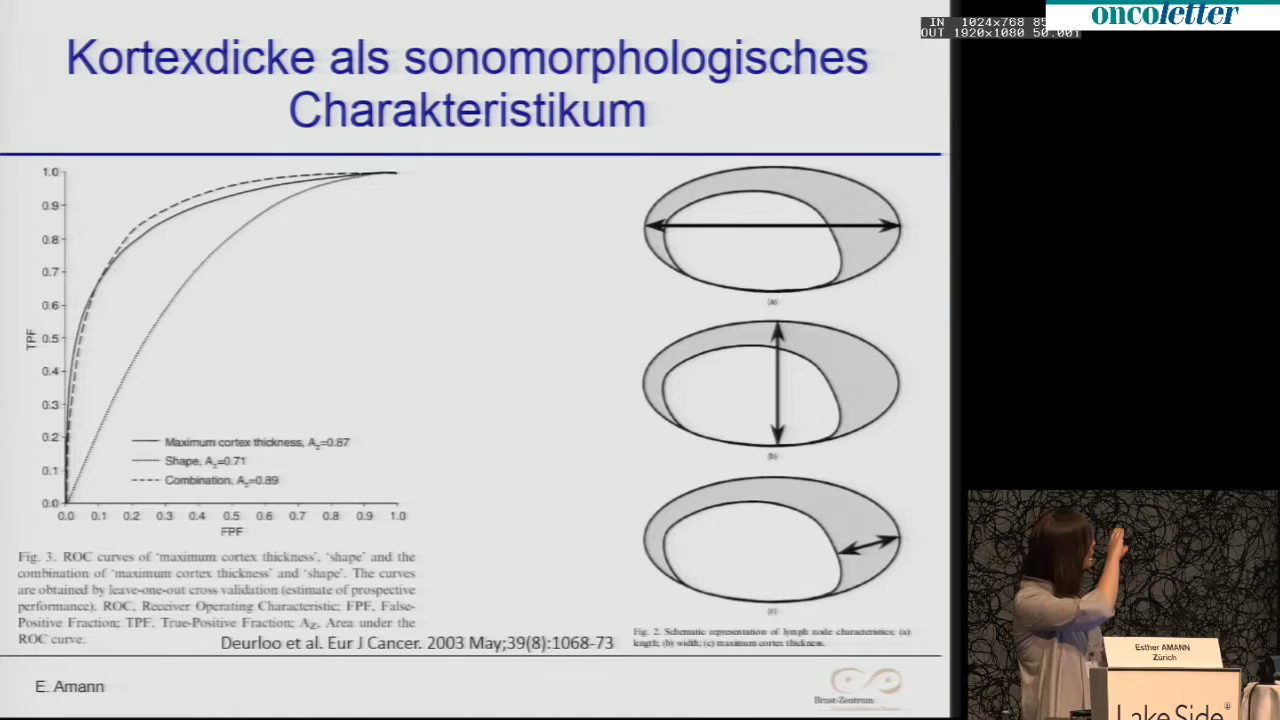 IN 1024x768 85
OUT 1920x1080 50.00i
oncoletter
Kortexdicke als sonomorphologisches
Charakteristikum
1.0
0.9
0.8
0.7
0.6
0.5
0.4
0.3
0.2
0.1
0.0
TPF
Maximum cortex thickness, Az=0.87
Shape, Az=0.71
Combination, Az=0.89
0.0 0.1 0.2 0.3 0.4 0.5 0.6 0.7 0.8 0.9 1.0
FPF
Fig. 3. ROC curves of 'maximum cortex thickness', 'shape' and the
combination of 'maximum cortex thickness' and 'shape'. The curves
are obtained by leave-one-out cross validation (estimate of prospective
performance). ROC, Receiver Operating Characteristic; FPF, False-
Positive Fraction; TPF, True-Positive Fraction; AZ, Area under the
ROC curve.
Deurloo et al. Eur J Cancer. 2003 May;39(8):1068-73
(a)
(b)
(c)
Fig. 2. Schematic representation of lymph node characteristics; (a)
length; (b) width; (c) maximum cortex thickness.
E. Amann
Brust-Zentrum
Esther AMANN
Zürich
Lake Side